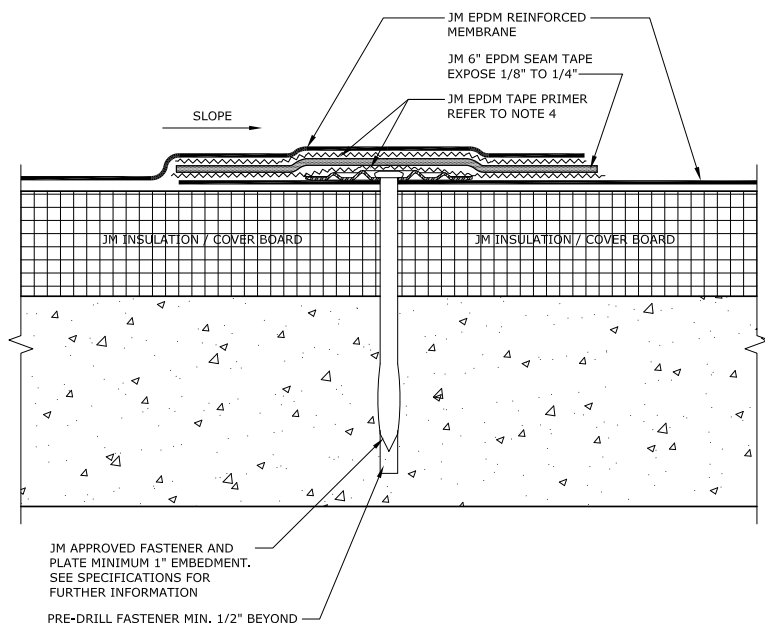 JM EPDM REINFORCED
MEMBRANE
JM 6" EPDM SEAM TAPE
EXPOSE 1/8" TO 1/4"
JM EPDM TAPE PRIMER
REFER TO NOTE 4
SLOPE
JM INSULATION / COVER BOARD
JM INSULATION / COVER BOARD
JM APPROVED FASTENER AND
PLATE MINIMUM 1" EMBEDMENT.
SEE SPECIFICATIONS FOR
FURTHER INFORMATION
PRE-DRILL FASTENER MIN. 1/2" BEYOND